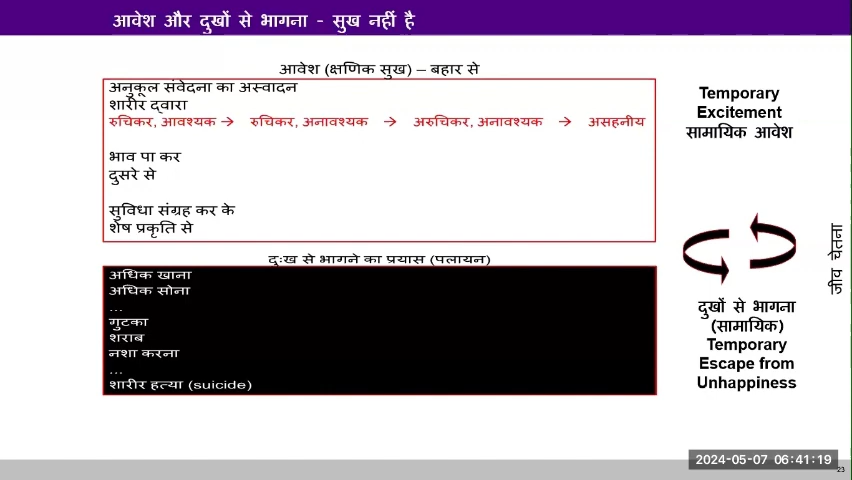 आवेश और दुखों से भागना - सुख नहीं है
आवेश (क्षणिक सुख) – बहार से
अनुकूल संवेदना का अस्वादन
शारीर द्वारा
रुचिकर, आवश्यक → रुचिकर, अनावश्यक → अरुचिकर, अनावश्यक → असहनीय
भाव पा कर
दुसरे से
सुविधा संग्रह कर के
शेष प्रकृति से
दुःख से भागने का प्रयास (पलायन)
अधिक खाना
अधिक सोना
...
गुटका
शराब
नशा करना
...
शारीर हत्या (suicide)
Temporary
Excitement
सामायिक आवेश
दुखों से भागना
(सामायिक)
Temporary
Escape from
Unhappiness
जीव चेतना
2024-05-07 06:41:19
23